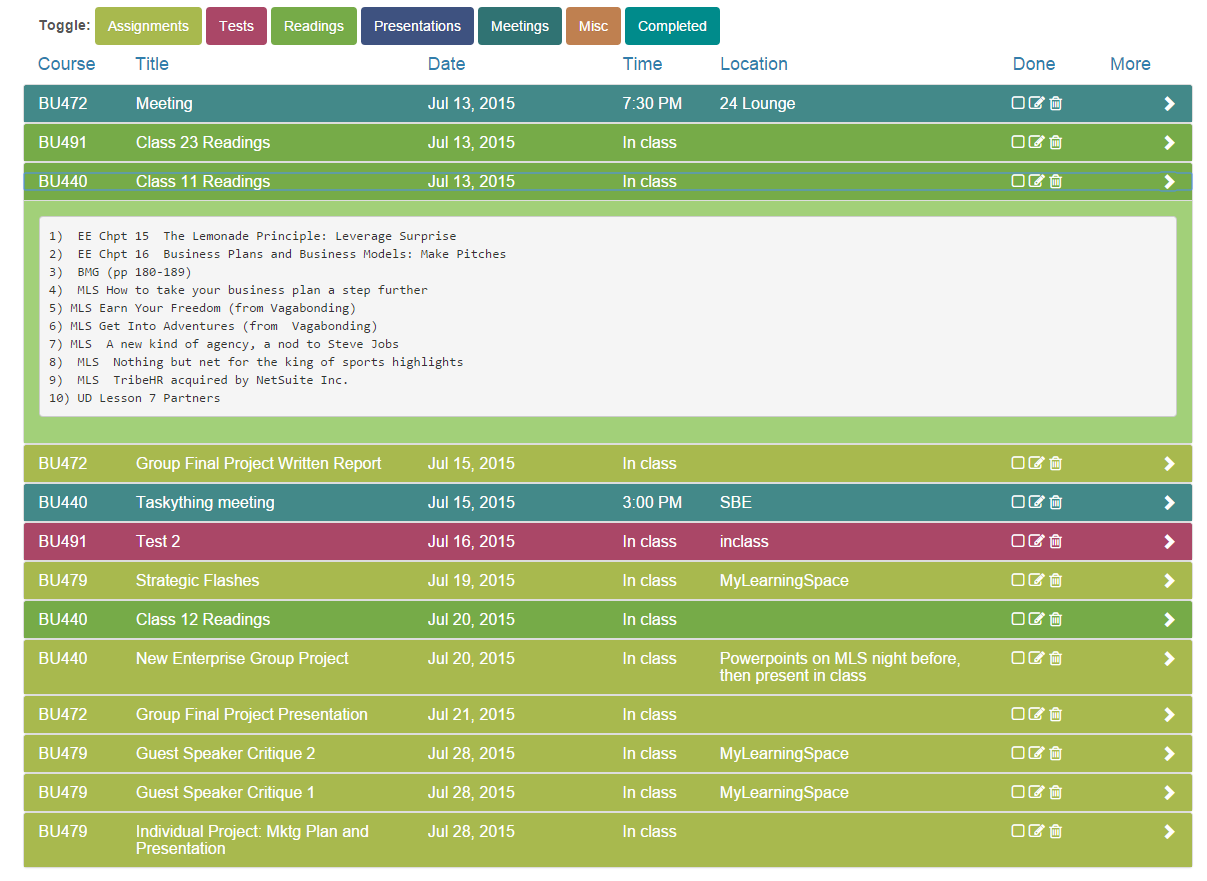 Toggle: Assignments Tests Readings Presentations Meetings Misc Completed
Course Title Date Time Location Done More
BU472 Meeting Jul 13, 2015 7:30 PM 24 Lounge
BU491 Class 23 Readings Jul 13, 2015 In class
BU440 Class 11 Readings Jul 13, 2015 In class
1)  EE Chpt 15  The Lemonade Principle: Leverage Surprise
2)  EE Chpt 16  Business Plans and Business Models: Make Pitches
3)  BMG (pp 180-189)
4)  MLS How to take your business plan a step further
5) MLS Earn Your Freedom (from Vagabonding)
6) MLS Get Into Adventures (from  Vagabonding)
7) MLS  A new kind of agency, a nod to Steve Jobs
8)  MLS  Nothing but net for the king of sports highlights
9)  MLS  TribeHR acquired by NetSuite Inc.
10) UD Lesson 7 Partners
BU472 Group Final Project Written Report Jul 15, 2015 In class
BU440 Taskything meeting Jul 15, 2015 3:00 PM SBE
BU491 Test 2 Jul 16, 2015 In class inclass
BU479 Strategic Flashes Jul 19, 2015 In class MyLearningSpace
BU440 Class 12 Readings Jul 20, 2015 In class
BU440 New Enterprise Group Project Jul 20, 2015 In class Powerpoints on MLS night before,
then present in class
BU472 Group Final Project Presentation Jul 21, 2015 In class
BU479 Guest Speaker Critique 2 Jul 28, 2015 In class MyLearningSpace
BU479 Guest Speaker Critique 1 Jul 28, 2015 In class MyLearningSpace
BU479 Individual Project: Mktg Plan and Jul 28, 2015 In class
Presentation